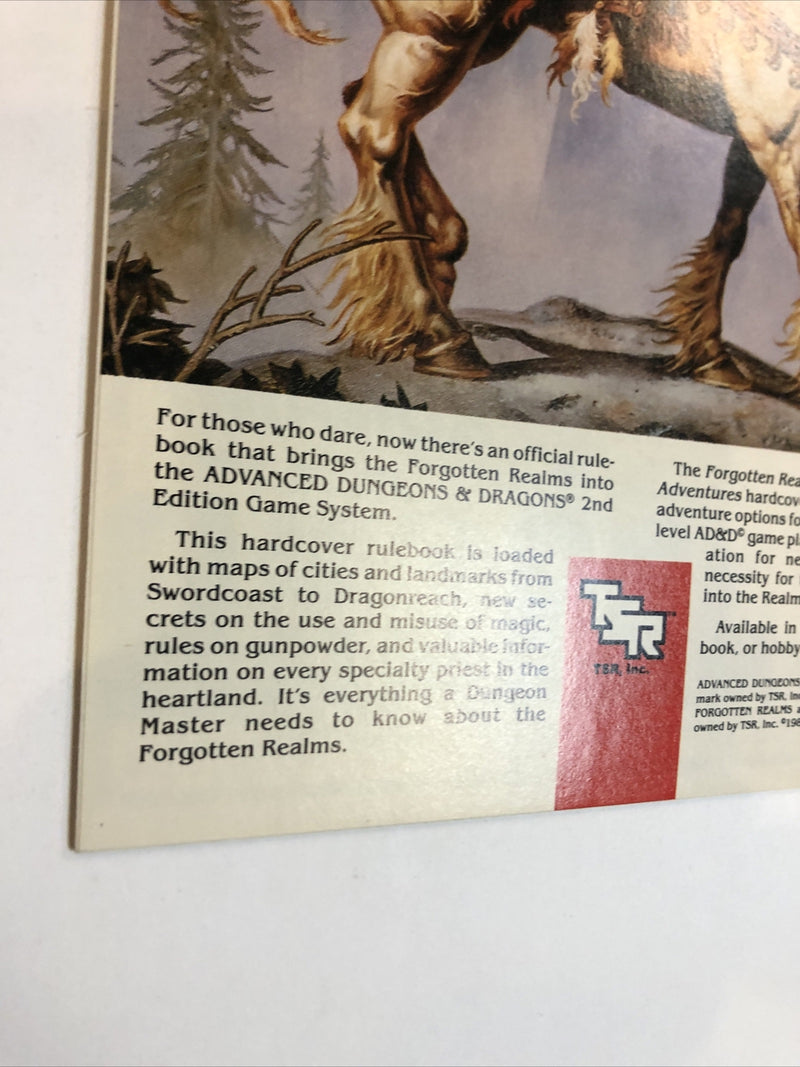 For those who dare, now there's an official rule-
book that brings the Forgotten Realms into
the ADVANCED DUNGEONS & DRAGONS® 2nd
Edition Game System.
This hardcover rulebook is loaded
with maps of cities and landmarks from
Swordcoast to Dragonreach, new se-
crets on the use and misuse of magic,
rules on gunpowder, and valuable infor-
mation on every specialty priest in the
heartland. It's everything a Dungeon
Master needs to know about the
Forgotten Realms.
TSR™
TSR, Inc.
The Forgotten Rea
Adventures hardcov
adventure options fo
level AD&D® game pl
ation for ne
necessity for
into the Realm
Available in
book, or hobby
ADVANCED DUNGEONS
mark owned by TSR, Inc
FORGOTTEN REALMS a
owned by TSR, Inc. ©198